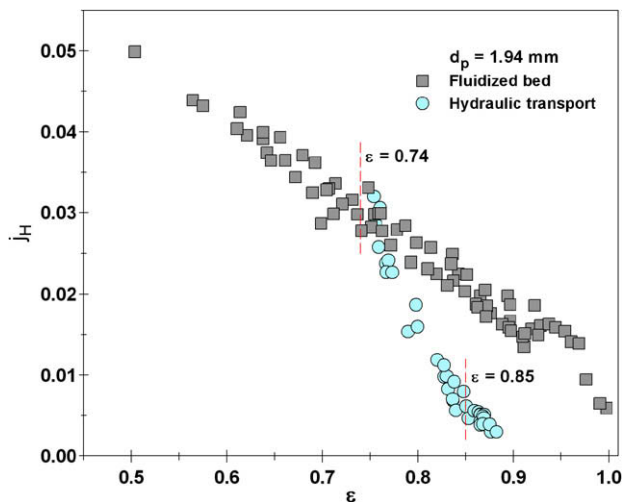 0.05
0.04
0.03
0.02
0.01
0.00
j_H
d_p = 1.94 mm
Fluidized bed
Hydraulic transport
ε = 0.74
ε = 0.85
0.5 0.6 0.7 0.8 0.9 1.0
ε